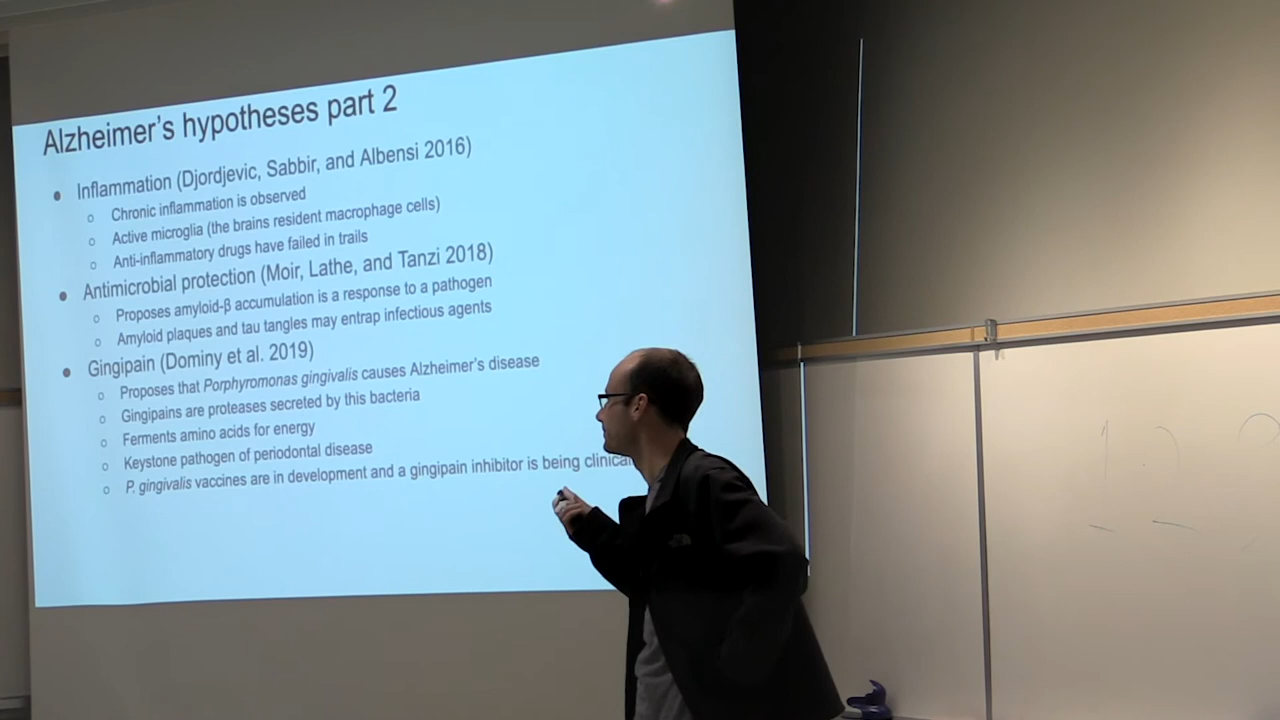 Alzheimer's hypotheses part 2
● Inflammation (Djordjevic, Sabbir, and Albensi 2016)
○ Chronic inflammation is observed
○ Active microglia (the brains resident macrophage cells)
○ Anti-inflammatory drugs have failed in trails
● Antimicrobial protection (Moir, Lathe, and Tanzi 2018)
○ Proposes amyloid-β accumulation is a response to a pathogen
○ Amyloid plaques and tau tangles may entrap infectious agents
● Gingipain (Dominy et al. 2019)
○ Proposes that Porphyromonas gingivalis causes Alzheimer's disease
○ Gingipains are proteases secreted by this bacteria
○ Ferments amino acids for energy
○ Keystone pathogen of periodontal disease
○ P. gingivalis vaccines are in development and a gingipain inhibitor is being